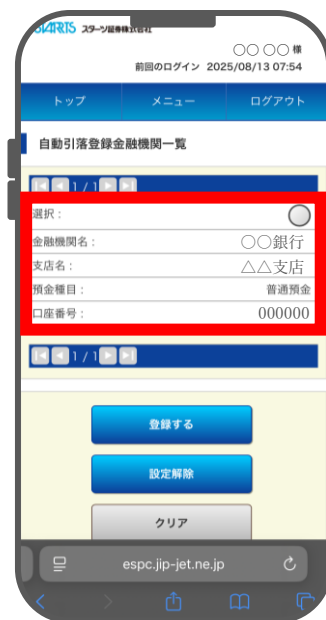 STARTS スターツ証券株式会社
〇〇 〇〇 様
前回のログイン 2025/08/13 07:54
トップ メニュー ログアウト
自動引落登録金融機関一覧
1 / 1
選択：
金融機関名： 〇〇銀行
支店名： △△支店
預金種目： 普通預金
口座番号： 000000
1 / 1
登録する
設定解除
クリア
espc.jip-jet.ne.jp